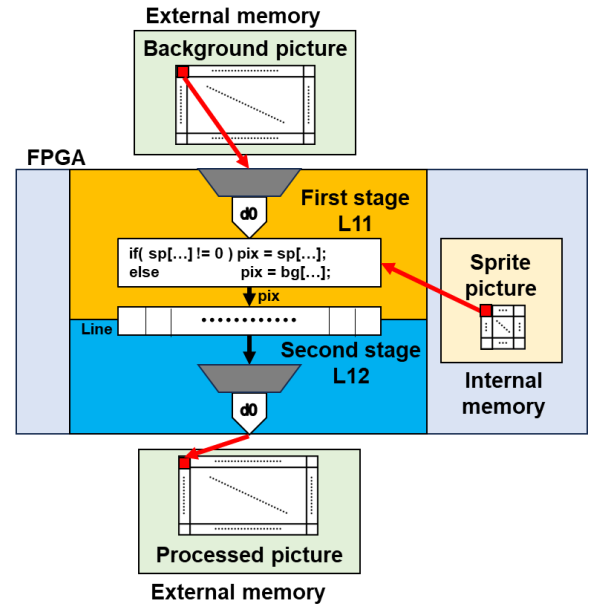 External memory
Background picture
FPGA
First stage
L11
d0
if( sp[...] != 0 ) pix = sp[...];
else pix = bg[...];
Sprite
picture
pix
Line
Second stage
L12
Internal
memory
d0
Processed picture
External memory